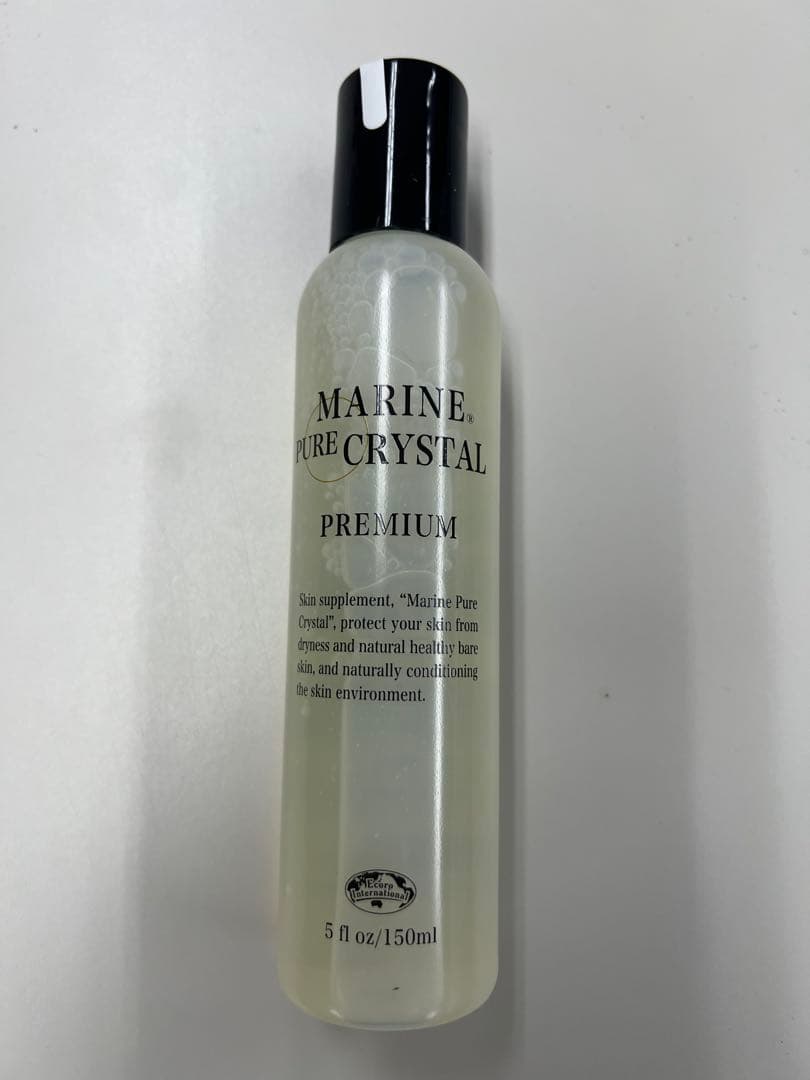 MARINE®
PURE CRYSTAL
PREMIUM
Skin supplement, “Marine Pure
Crystal”, protect your skin from
dryness and natural healthy bare
skin, and naturally conditioning
the skin environment.
Ecoro
International
5 fl oz/150ml